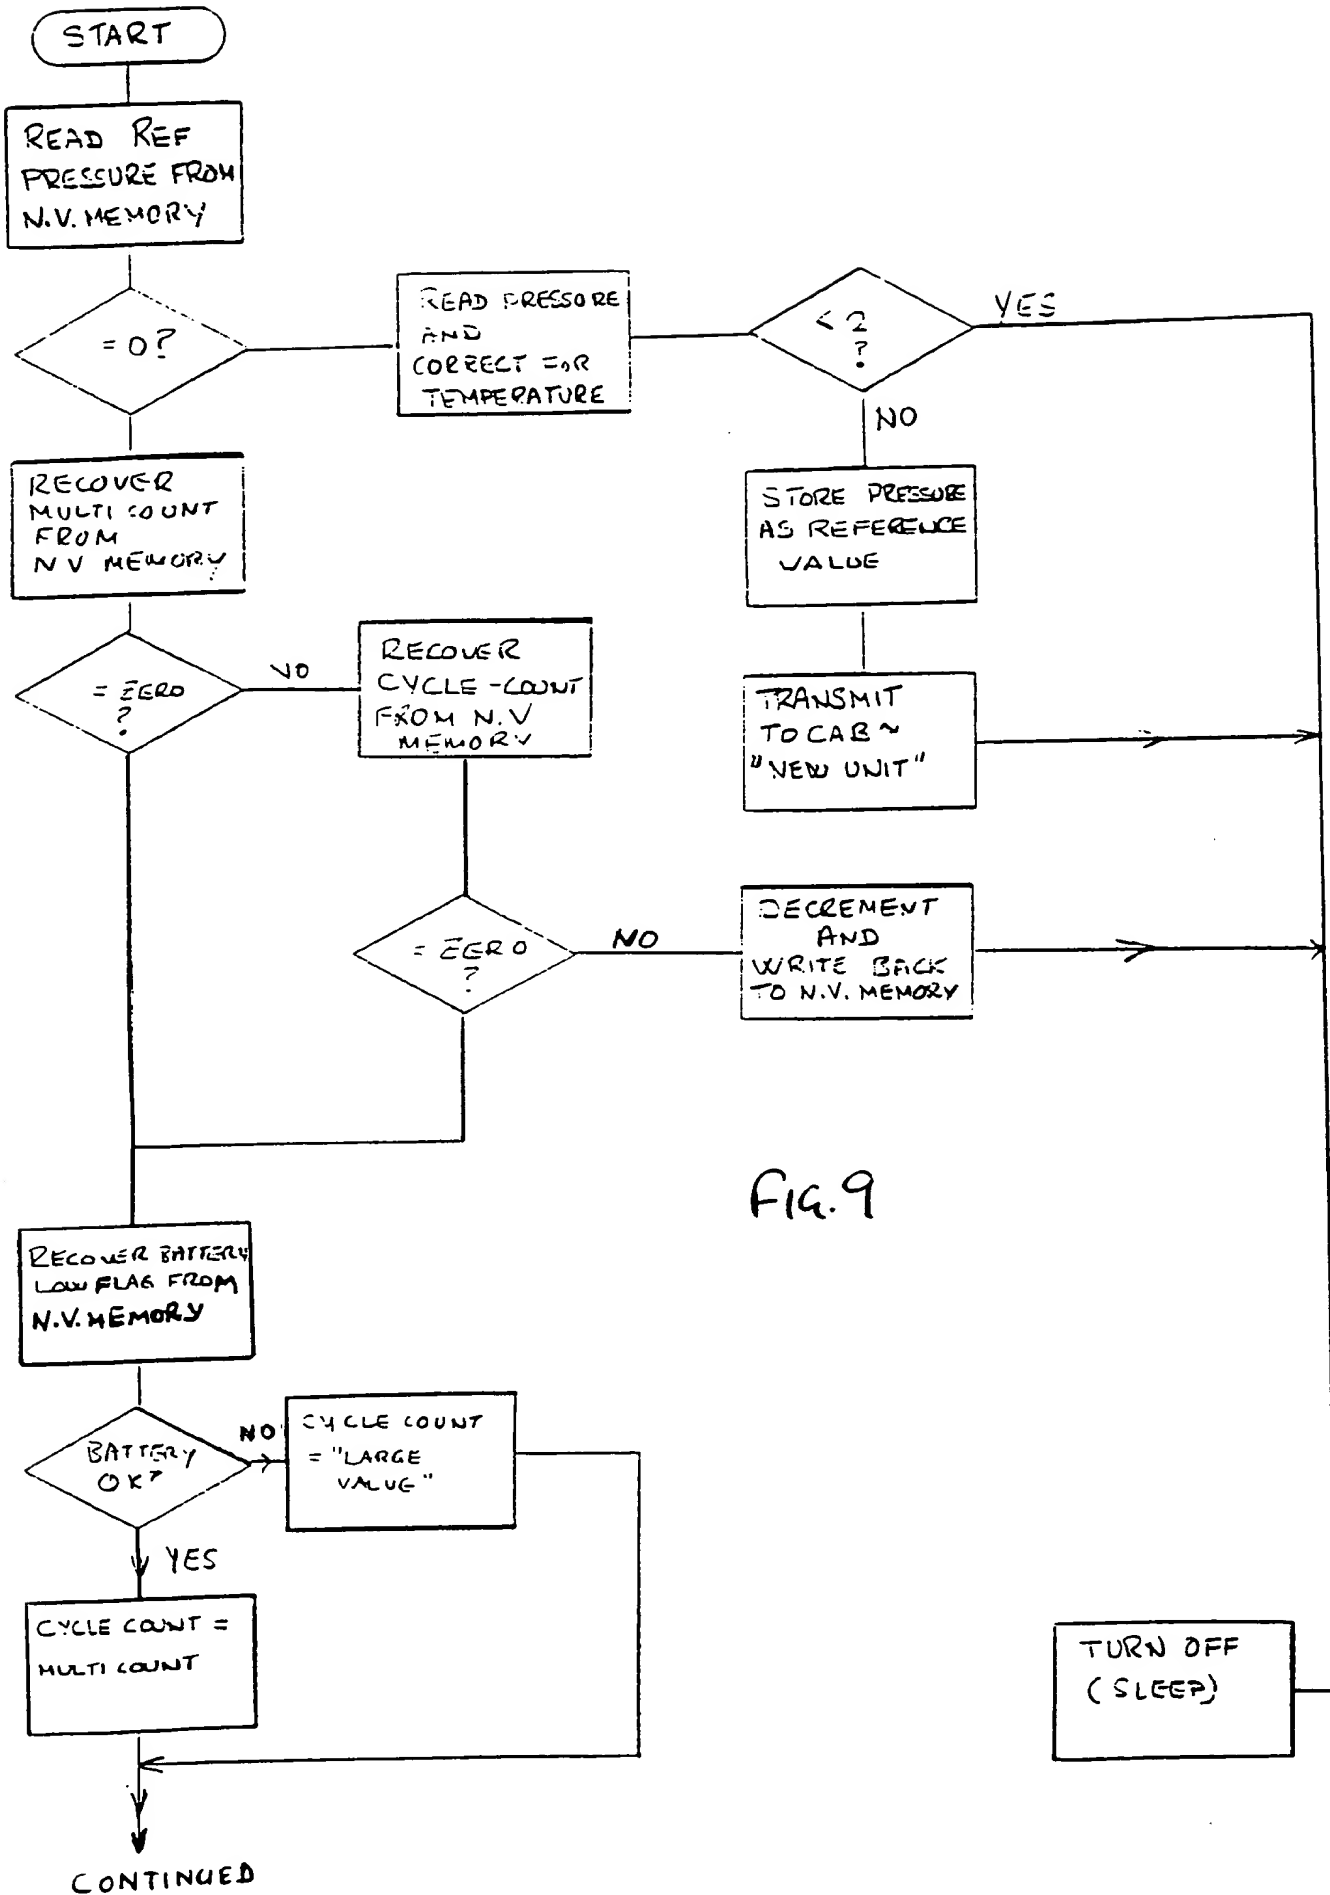 START
READ REF
PRESSURE FROM
N.V. MEMORY
= 0?
READ PRESSURE
AND
CORRECT FOR
TEMPERATURE
< 2
?
YES
NO
RECOVER
MULTI COUNT
FROM
N V MEMORY
STORE PRESSURE
AS REFERENCE
VALUE
= ZERO
?
NO
RECOVER
CYCLE-COUNT
FROM N.V
MEMORY
TRANSMIT
TO CAB ~
"NEW UNIT"
= ZERO
?
NO
DECREMENT
AND
WRITE BACK
TO N.V. MEMORY
FIG. 9
RECOVER BATTERY
LOW FLAG FROM
N.V. MEMORY
BATTERY
OK?
NO
CYCLE COUNT
= "LARGE
VALUE"
YES
CYCLE COUNT =
MULTI COUNT
TURN OFF
(SLEEP)
CONTINUED